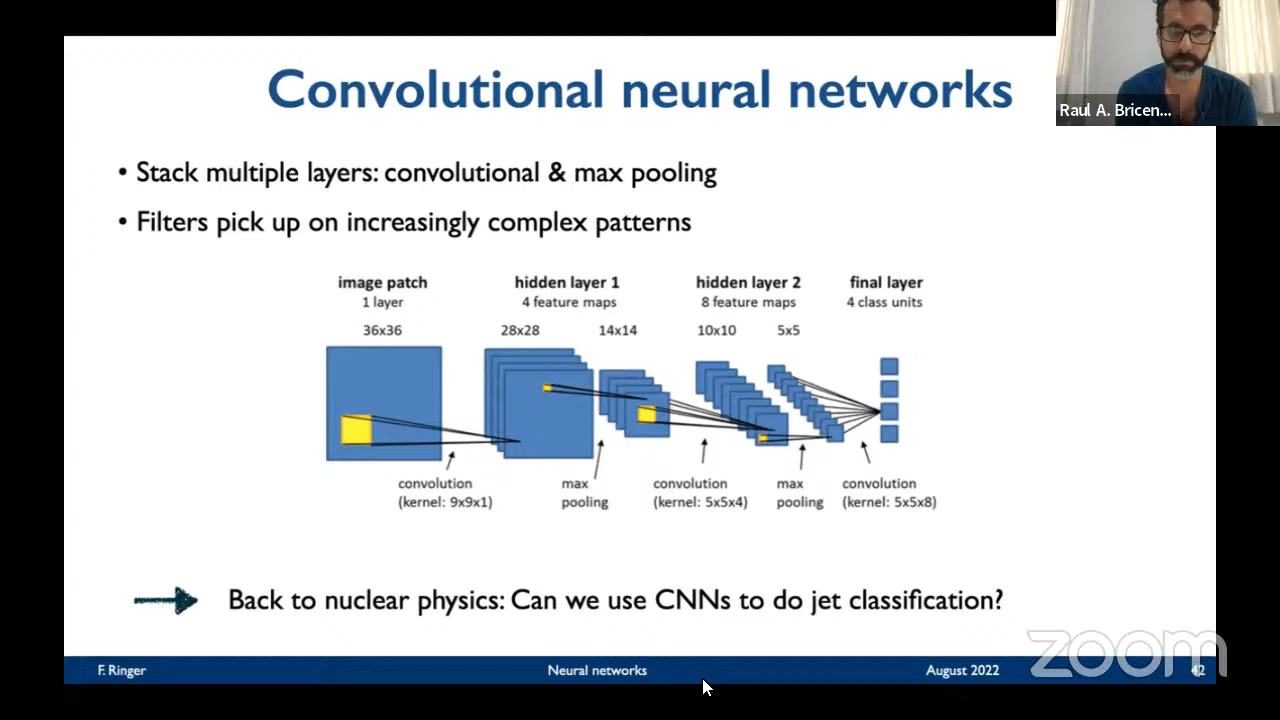 Convolutional neural networks
Raul A. Bricen...
• Stack multiple layers: convolutional & max pooling
• Filters pick up on increasingly complex patterns
image patch
1 layer
36x36
hidden layer 1
4 feature maps
28x28
14x14
hidden layer 2
8 feature maps
10x10
5x5
final layer
4 class units
convolution
(kernel: 9x9x1)
max
pooling
convolution
(kernel: 5x5x4)
max
pooling
convolution
(kernel: 5x5x8)
Back to nuclear physics: Can we use CNNs to do jet classification?
zoom
F. Ringer
Neural networks
August 2022
42